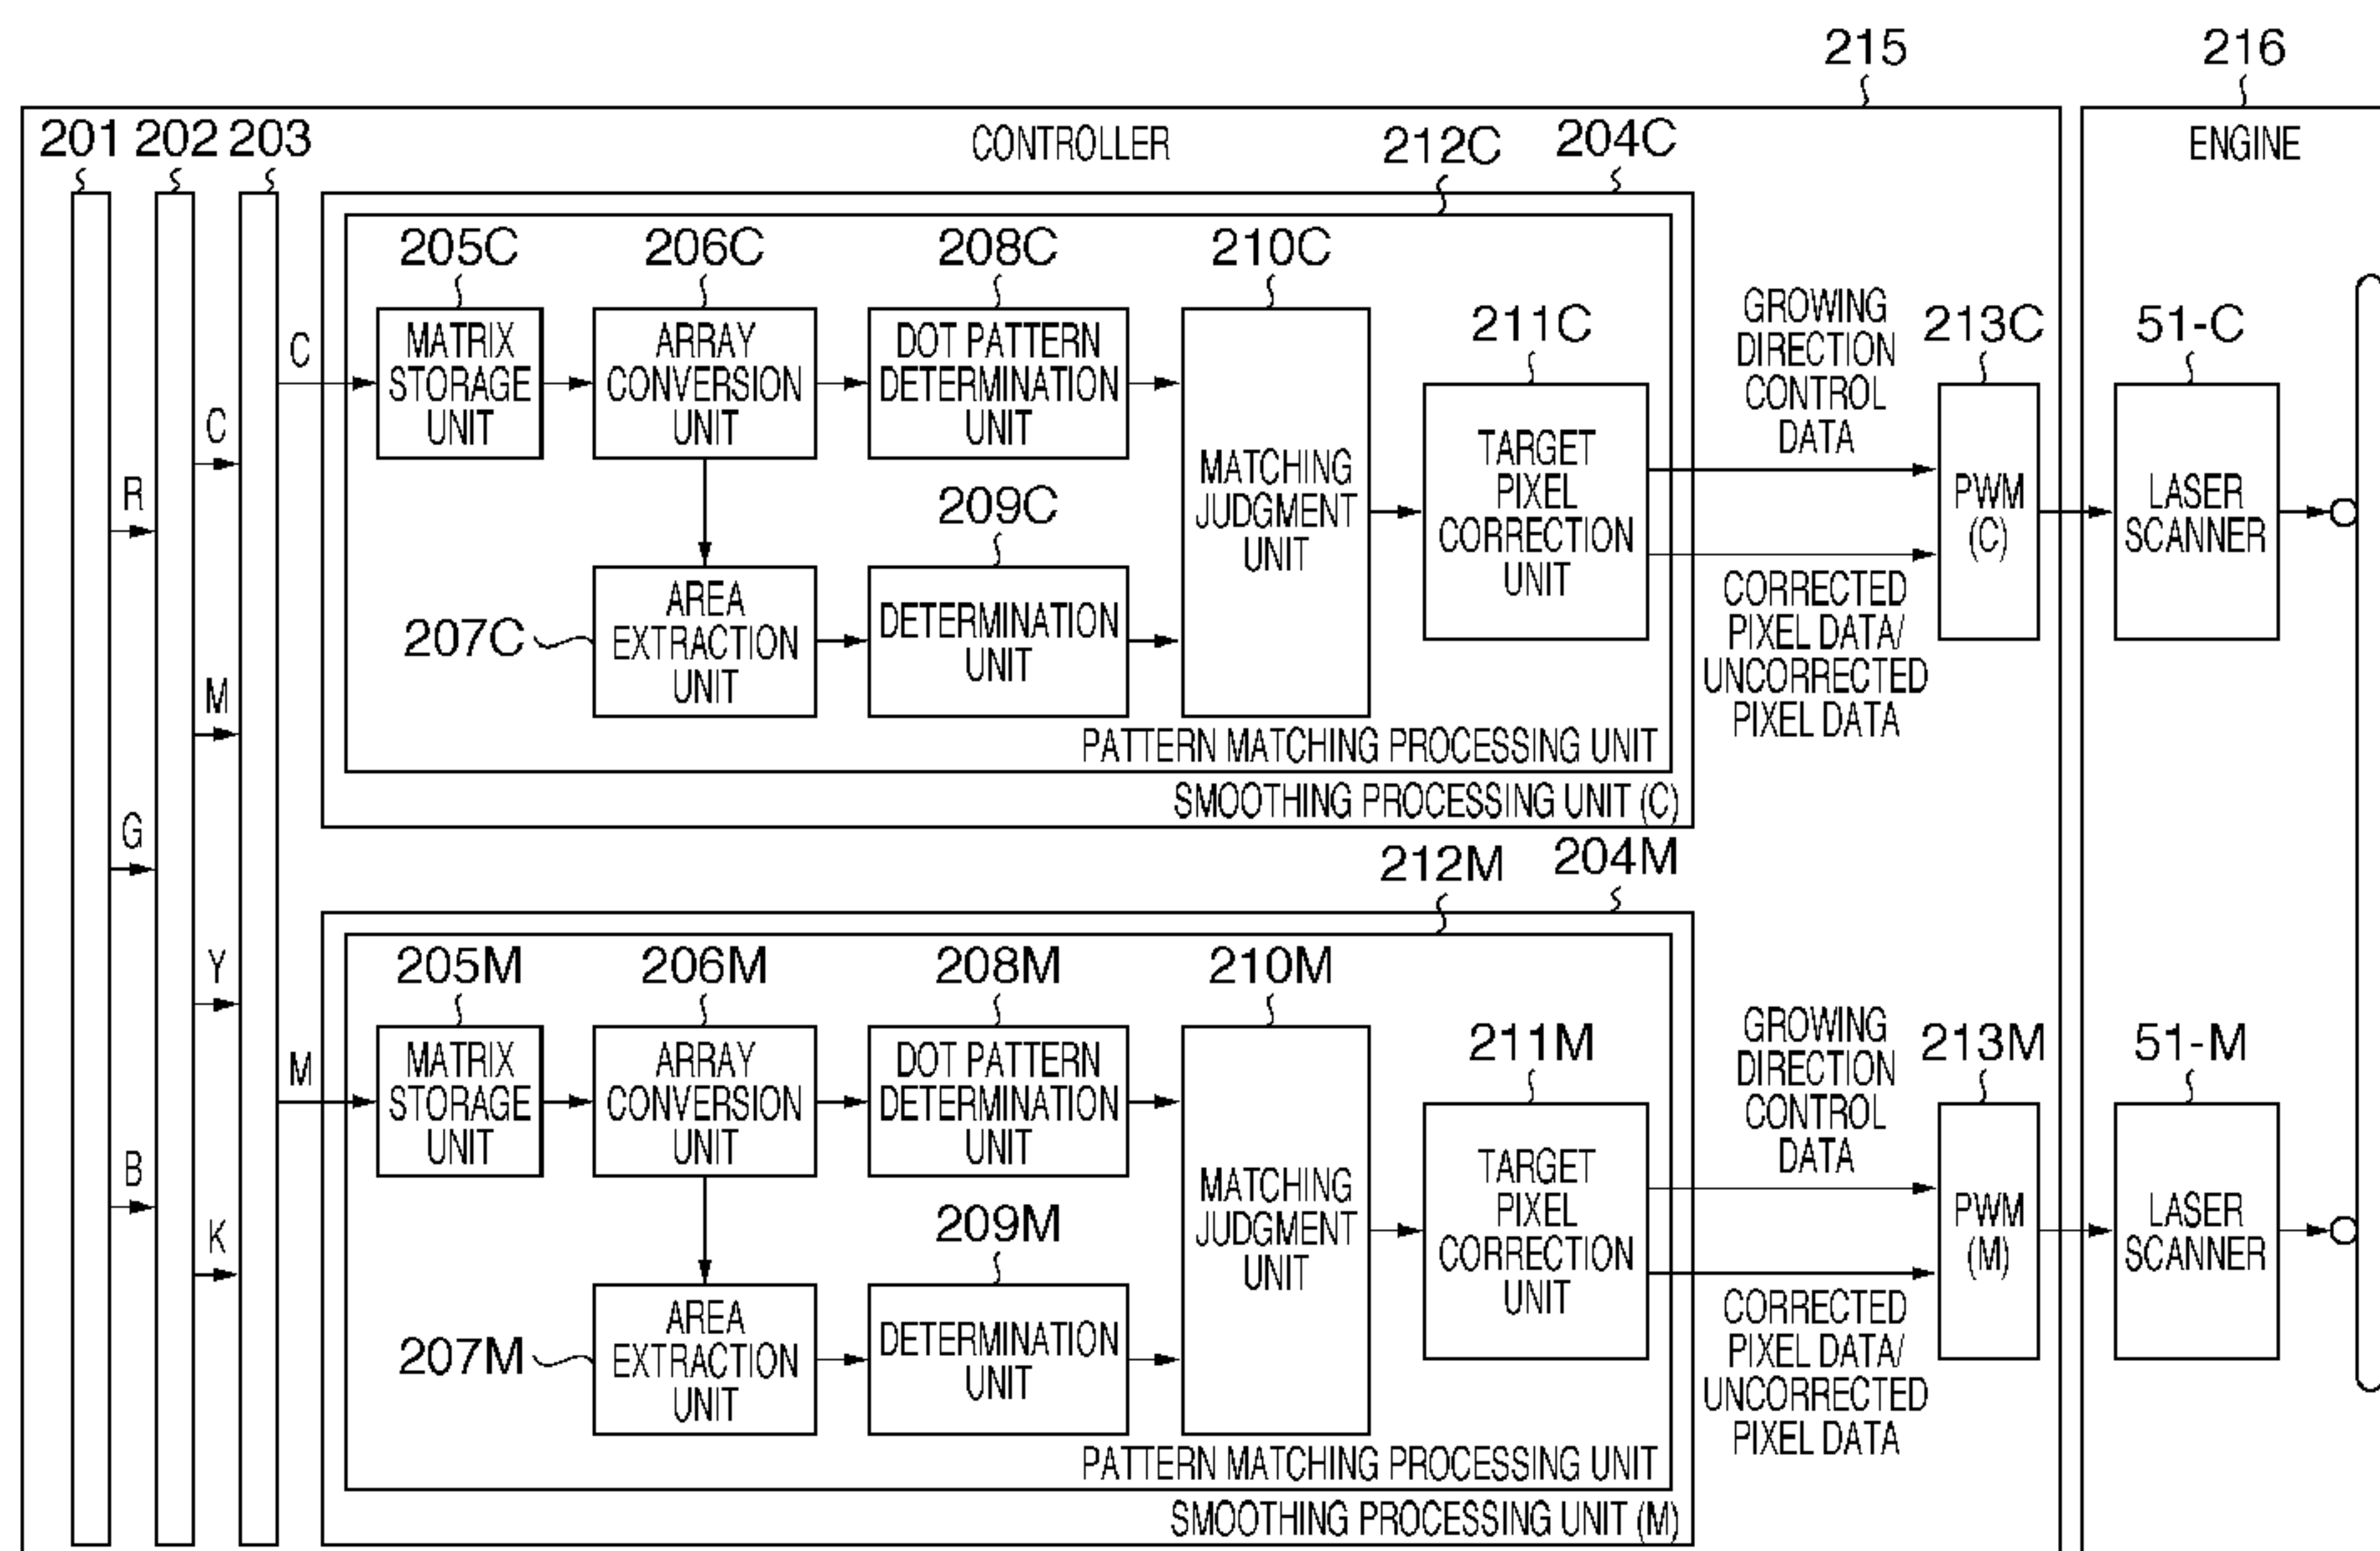 215
216
201
202
203
CONTROLLER
212C
204C
ENGINE
205C
206C
208C
210C
C
MATRIX
STORAGE
UNIT
ARRAY
CONVERSION
UNIT
DOT PATTERN
DETERMINATION
UNIT
MATCHING
JUDGMENT
UNIT
211C
TARGET
PIXEL
CORRECTION
UNIT
GROWING
DIRECTION
CONTROL
DATA
213C
PWM
(C)
51-C
LASER
SCANNER
C
R
209C
207C
AREA
EXTRACTION
UNIT
DETERMINATION
UNIT
CORRECTED
PIXEL DATA/
UNCORRECTED
PIXEL DATA
M
PATTERN MATCHING PROCESSING UNIT
SMOOTHING PROCESSING UNIT (C)
G
212M
204M
Y
205M
206M
208M
210M
M
MATRIX
STORAGE
UNIT
ARRAY
CONVERSION
UNIT
DOT PATTERN
DETERMINATION
UNIT
MATCHING
JUDGMENT
UNIT
211M
TARGET
PIXEL
CORRECTION
UNIT
GROWING
DIRECTION
CONTROL
DATA
213M
PWM
(M)
51-M
LASER
SCANNER
B
K
209M
207M
AREA
EXTRACTION
UNIT
DETERMINATION
UNIT
CORRECTED
PIXEL DATA/
UNCORRECTED
PIXEL DATA
PATTERN MATCHING PROCESSING UNIT
SMOOTHING PROCESSING UNIT (M)